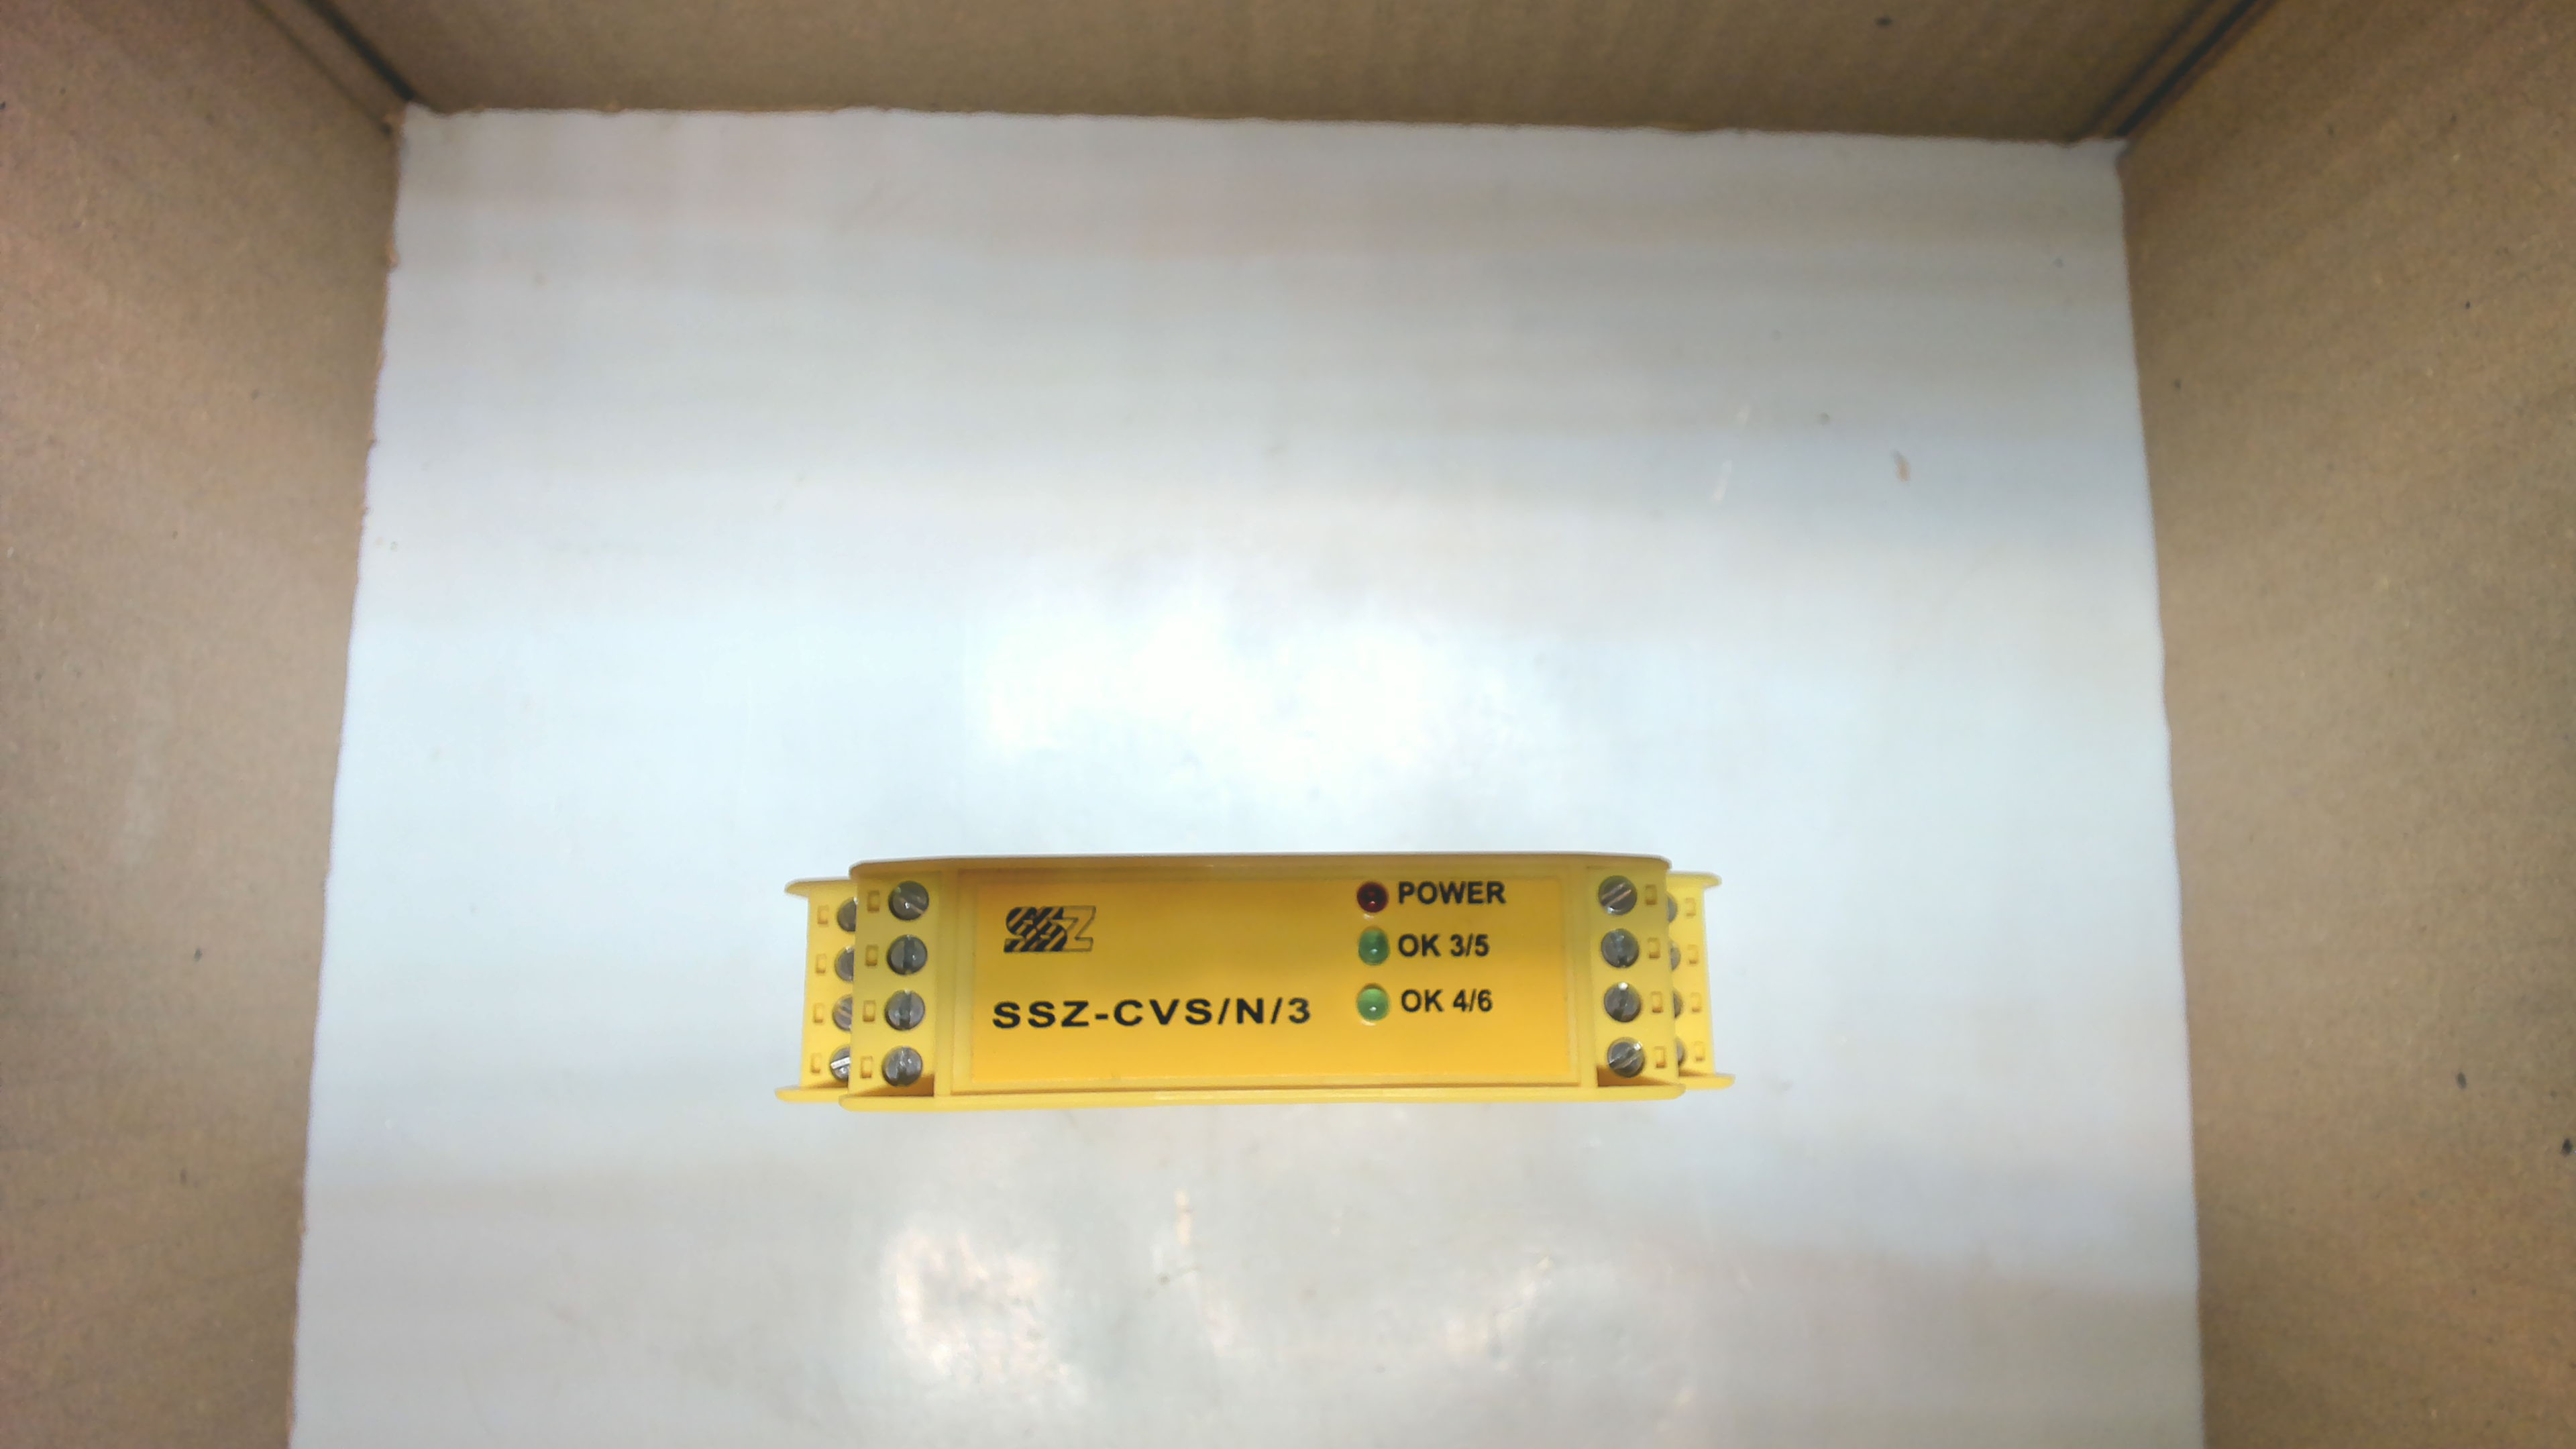 SSZ
SSZ-CVS/N/3
POWER
OK 3/5
OK 4/6